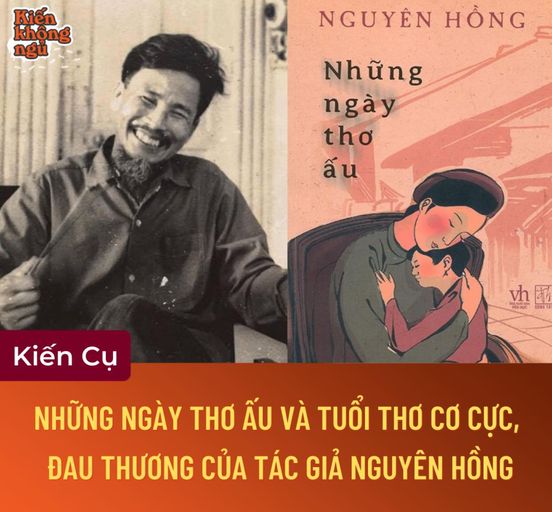 Kiến
không
ngủ
NGUYÊN HỒNG
Những
ngày
thơ
ấu
vh
Kiến Cụ
NHỮNG NGÀY THƠ ẤU VÀ TUỔI THƠ CƠ CỰC,
ĐAU THƯƠNG CỦA TÁC GIẢ NGUYÊN HỒNG